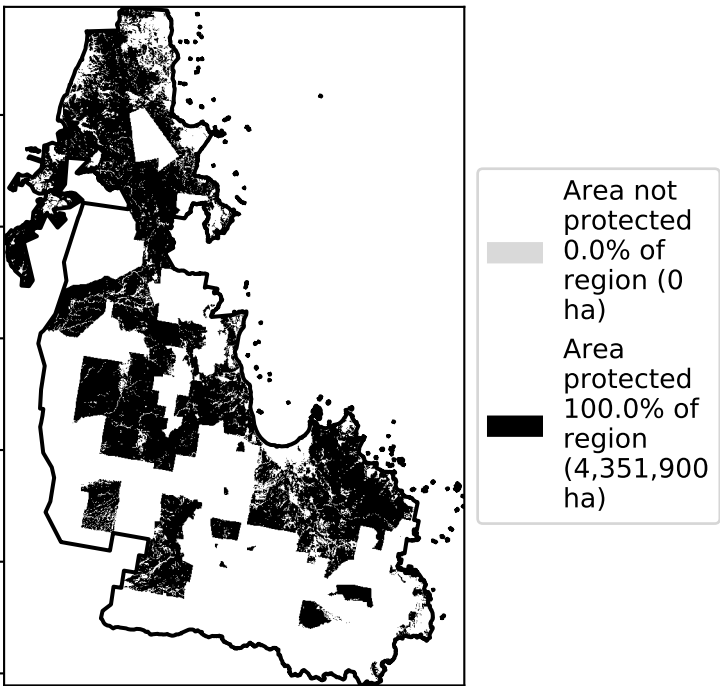 Area not
protected
0.0% of
region (0
ha)
Area
protected
100.0% of
region
(4,351,900
ha)